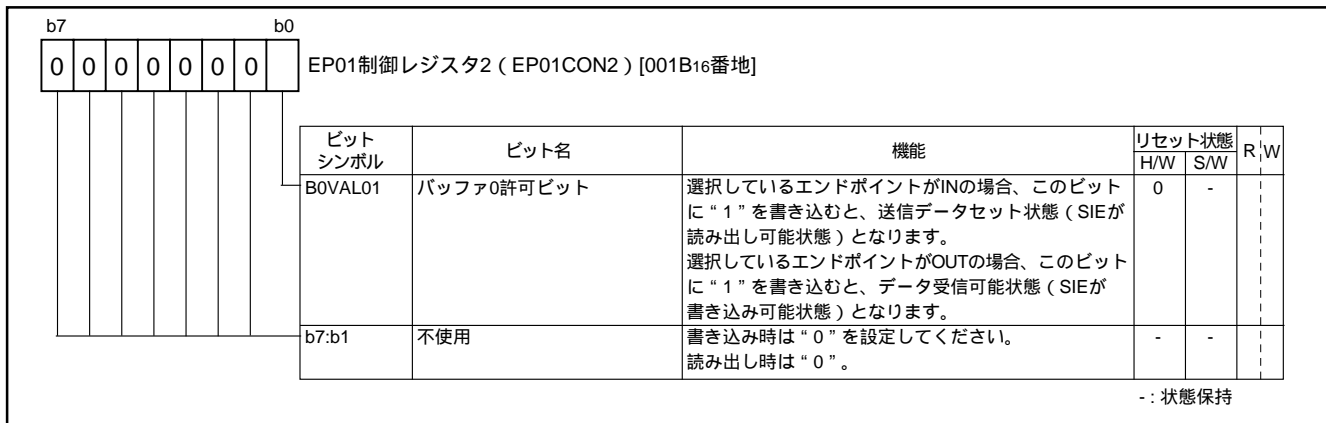 b7 b0
0 0 0 0 0 0 0
EP01制御レジスタ2（EP01CON2）[001B16番地]
ビット
シンボル
ビット名
機能
リセット状態
H/W S/W
R W
B0VAL01
バッファ0許可ビット
選択しているエンドポイントがINの場合、このビット
に“1”を書き込むと、送信データセット状態（SIEが
読み出し可能状態）となります。
選択しているエンドポイントがOUTの場合、このビット
に“1”を書き込むと、データ受信可能状態（SIEが
書き込み可能状態）となります。
0 -
b7:b1
不使用
書き込み時は“0”を設定してください。
読み出し時は“0”。
- -
- : 状態保持